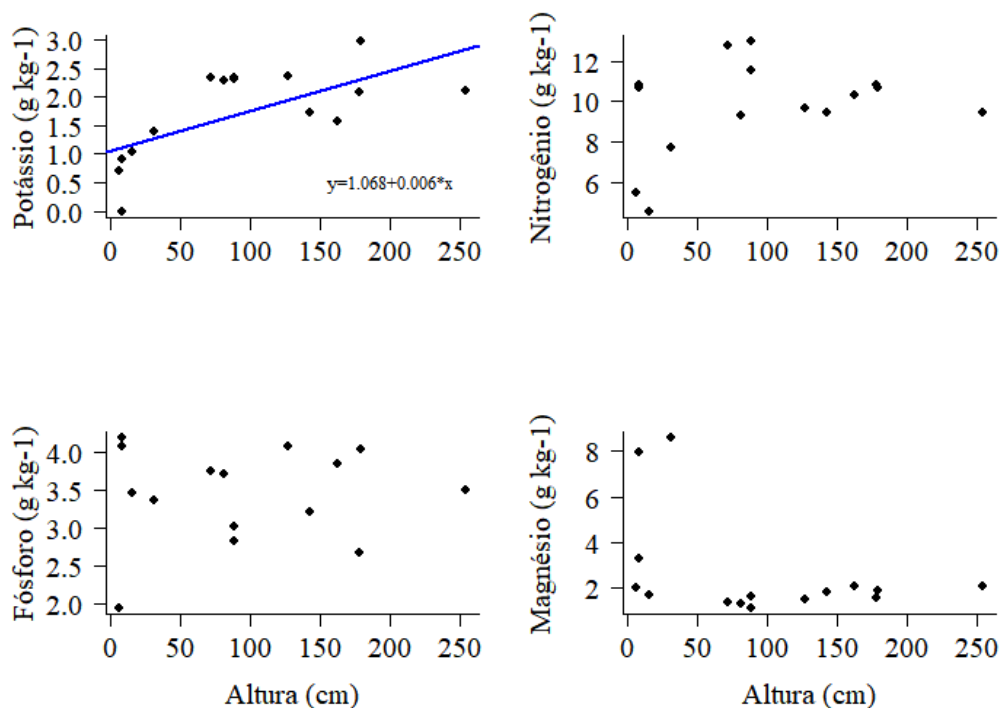 Potássio (g kg-1)
3.0
2.5
2.0
1.5
1.0
0.5
0.0
y=1.068+0.006*x
0 50 100 150 200 250
Nitrogênio (g kg-1)
12
10
8
6
0 50 100 150 200 250
Fósforo (g kg-1)
4.0
3.5
3.0
2.5
2.0
0 50 100 150 200 250
Altura (cm)
Magnésio (g kg-1)
8
6
4
2
0 50 100 150 200 250
Altura (cm)